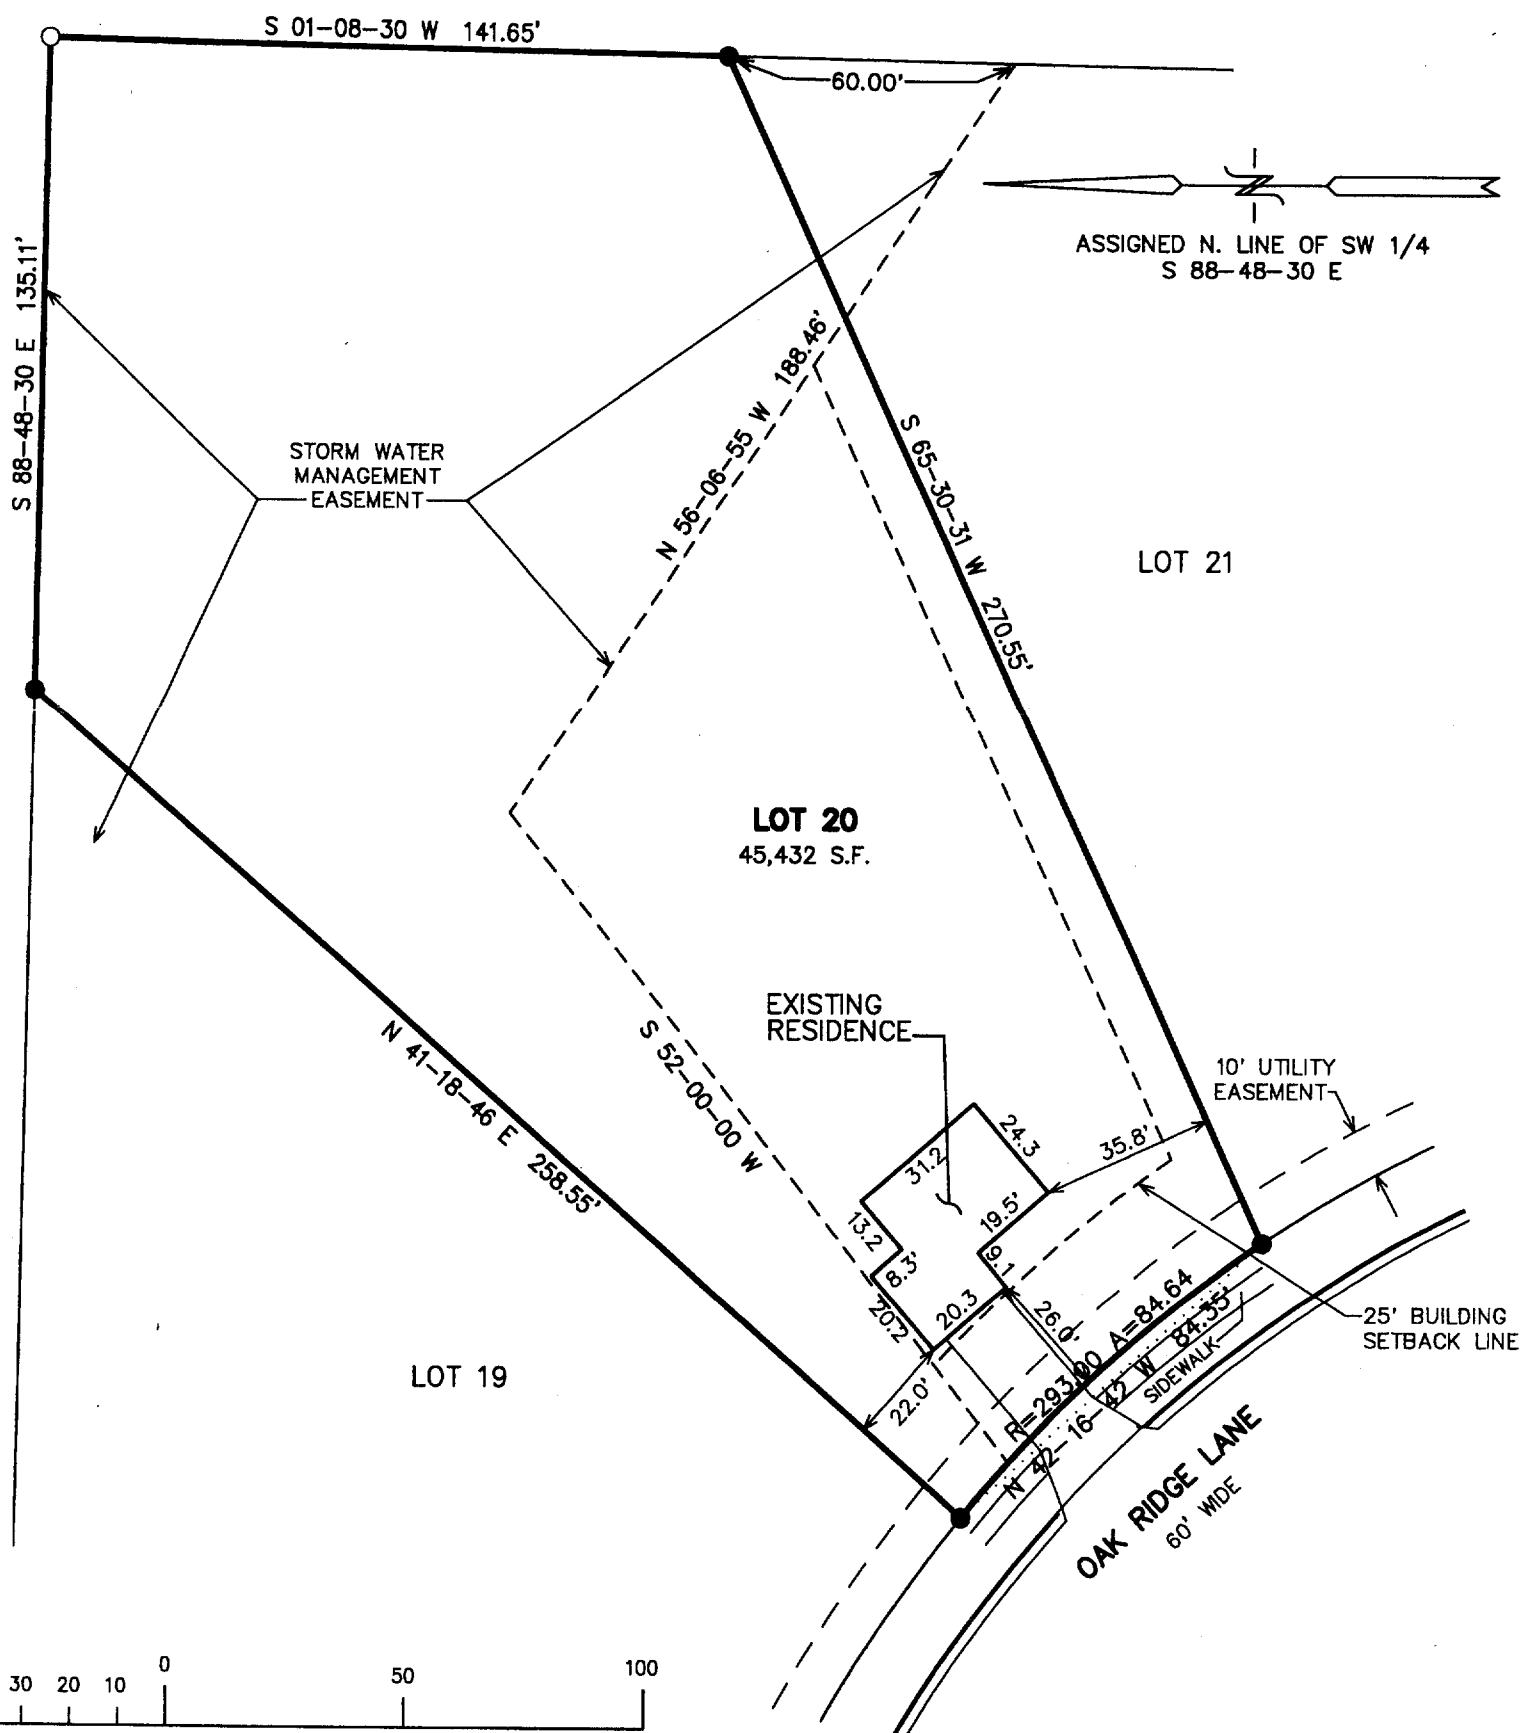 S 01-08-30 W 141.65'
60.00'
ASSIGNED N. LINE OF SW 1/4
S 88-48-30 E
S 88-48-30 E 135.11'
STORM WATER
MANAGEMENT
EASEMENT
N 56-06-55 W 188.46'
S 65-30-31 W 270.55'
LOT 21
LOT 20
45,432 S.F.
EXISTING
RESIDENCE
S 52-00-00 W
N 41-18-46 E 258.55'
10' UTILITY
EASEMENT
24.3
35.8'
31.2
13.2
19.5'
9.1
8.3'
20.2
20.3
26.0'
22.0'
R=293.00 A=84.64
N 42-16-42 W 84.35'
SIDEWALK
25' BUILDING
SETBACK LINE
LOT 19
OAK RIDGE LANE
60' WIDE
30 20 10 0 50 100